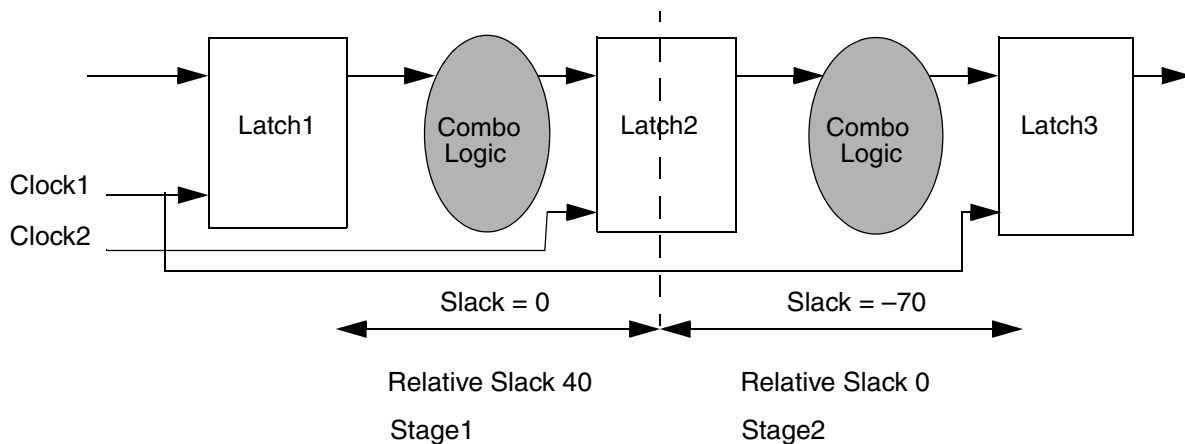 Latch1
Combo
Logic
Latch2
Combo
Logic
Latch3
Clock1
Clock2
Slack = 0
Slack = –70
Relative Slack 40
Relative Slack 0
Stage1
Stage2